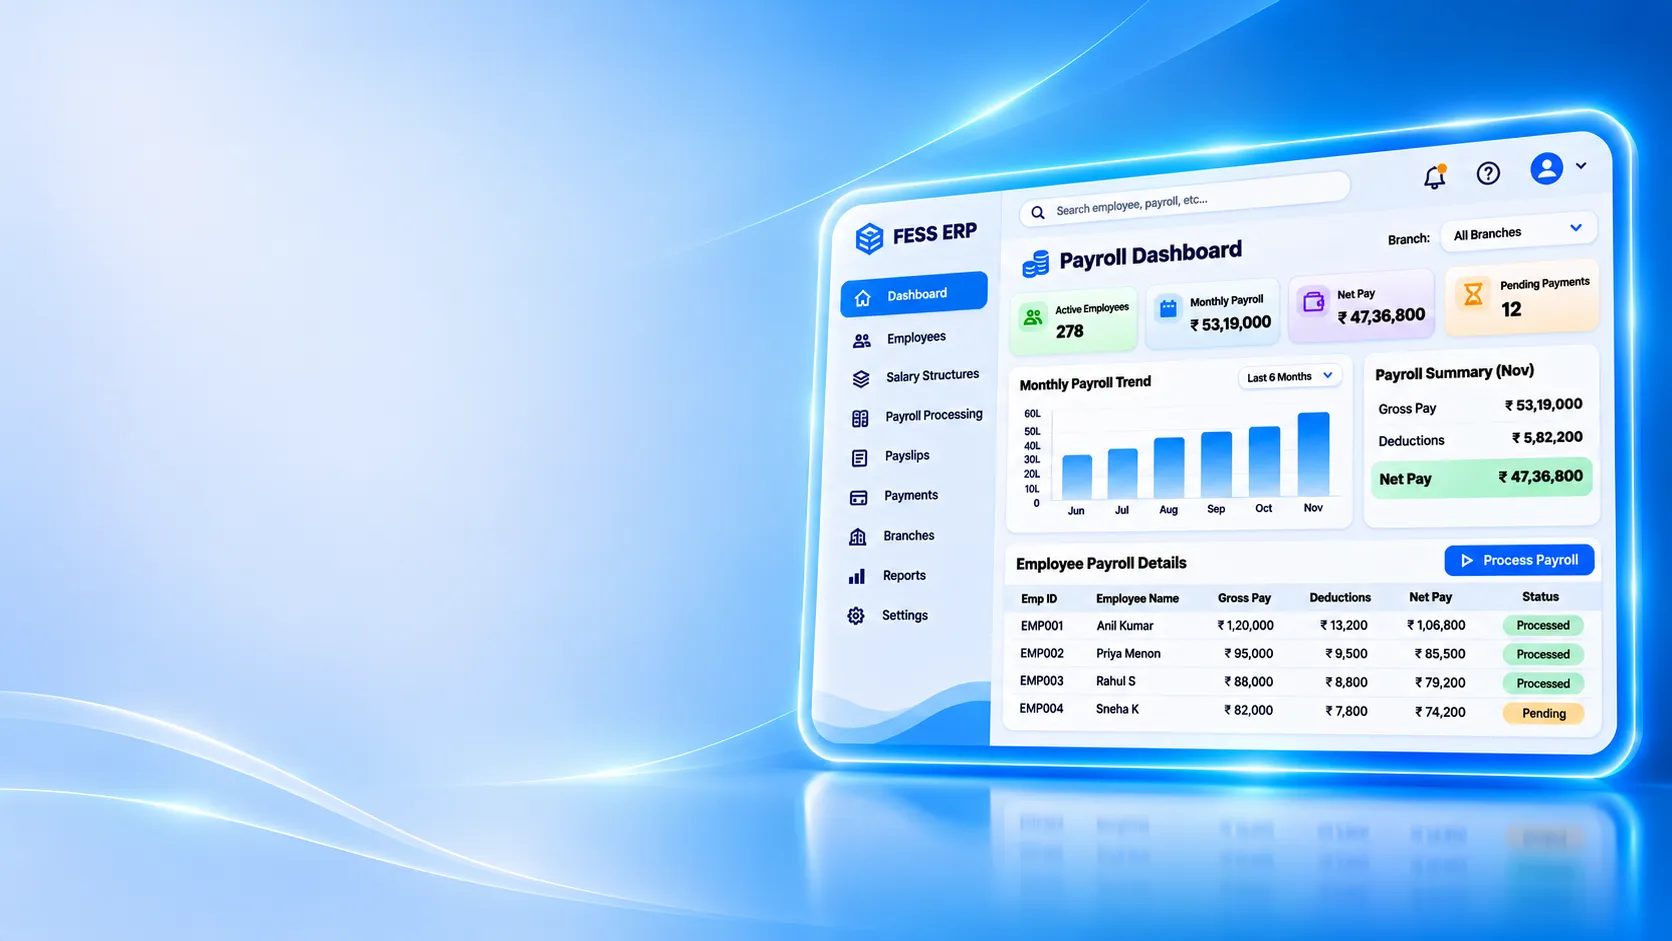 FESS ERP
Dashboard
Employees
Salary Structures
Payroll Processing
Payslips
Payments
Branches
Reports
Settings
Search employee, payroll, etc...
Payroll Dashboard
Branch: All Branches
Active Employees
278
Monthly Payroll
₹ 53,19,000
Net Pay
₹ 47,36,800
Pending Payments
12
Monthly Payroll Trend
Last 6 Months
60L
50L
40L
30L
20L
10L
0
Jun Jul Aug Sep Oct Nov
Payroll Summary (Nov)
Gross Pay ₹ 53,19,000
Deductions ₹ 5,82,200
Net Pay ₹ 47,36,800
Employee Payroll Details
Process Payroll
Emp ID Employee Name Gross Pay Deductions Net Pay Status
EMP001 Anil Kumar ₹ 1,20,000 ₹ 13,200 ₹ 1,06,800 Processed
EMP002 Priya Menon ₹ 95,000 ₹ 9,500 ₹ 85,500 Processed
EMP003 Rahul S ₹ 88,000 ₹ 8,800 ₹ 79,200 Processed
EMP004 Sneha K ₹ 82,000 ₹ 7,800 ₹ 74,200 Pending